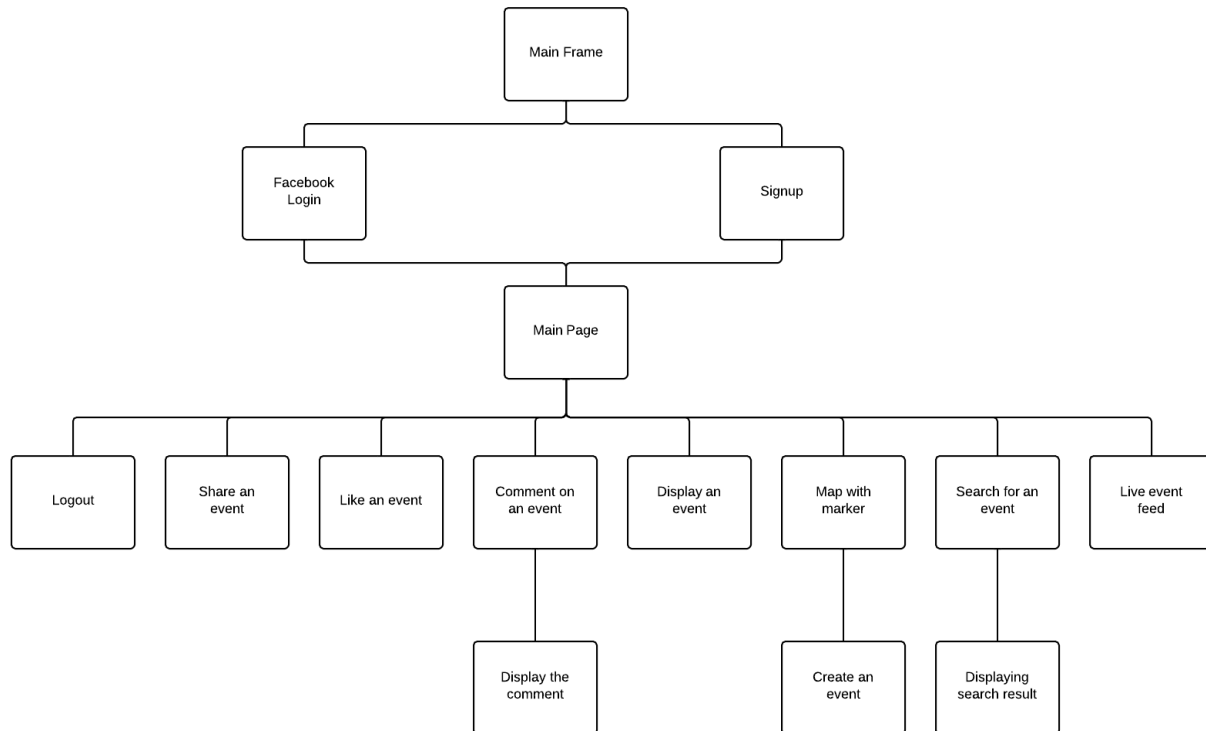 Main Frame
Facebook
Login
Signup
Main Page
Logout
Share an
event
Like an event
Comment on
an event
Display an
event
Map with
marker
Search for an
event
Live event
feed
Display the
comment
Create an
event
Displaying
search result